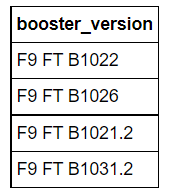 booster_version
F9 FT B1022
F9 FT B1026
F9 FT B1021.2
F9 FT B1031.2